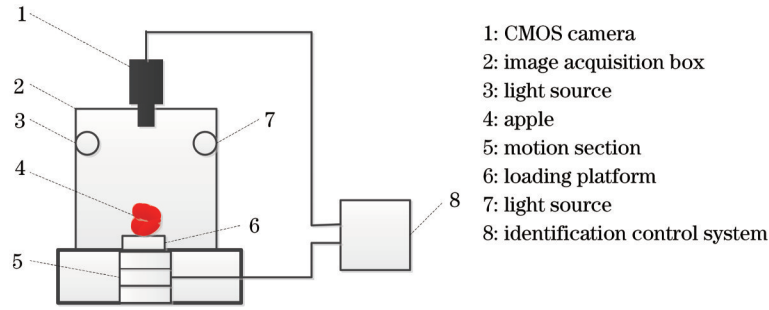 1
2
3
4
5
6
7
8
1: CMOS camera
2: image acquisition box
3: light source
4: apple
5: motion section
6: loading platform
7: light source
8: identification control system